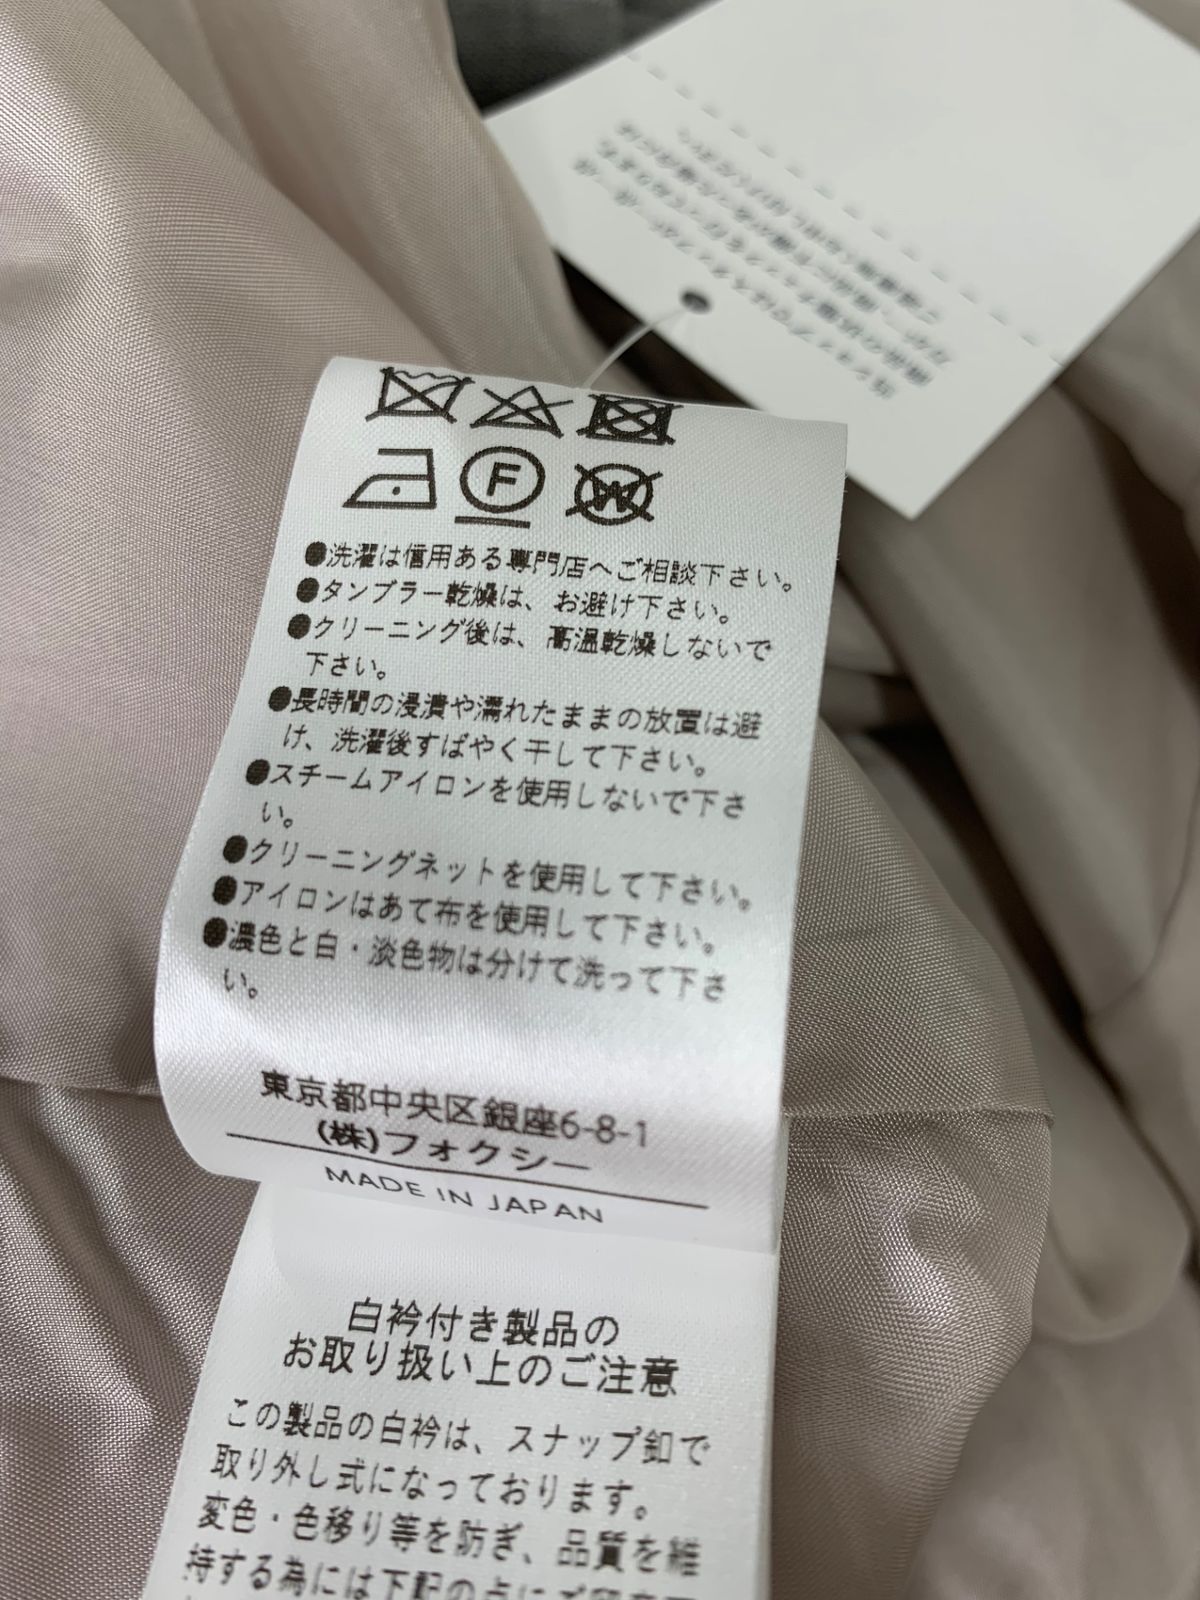 F
W
●洗濯は信用ある専門店へご相談下さい。
●タンブラー乾燥は、お避け下さい。
●クリーニング後は、高温乾燥しないで
下さい。
●長時間の浸漬や濡れたままの放置は避
け、洗濯後すばやく干して下さい。
●スチームアイロンを使用しないで下さ
い。
●クリーニングネットを使用して下さい。
●アイロンはあて布を使用して下さい。
●濃色と白・淡色物は分けて洗って下さ
い。
東京都中央区銀座6-8-1
(株)フォクシー
MADE IN JAPAN
白衿付き製品の
お取り扱い上のご注意
この製品の白衿は、スナップ釦で
取り外し式になっております。
変色・色移り等を防ぎ、品質を維
持する為には下記の点にご